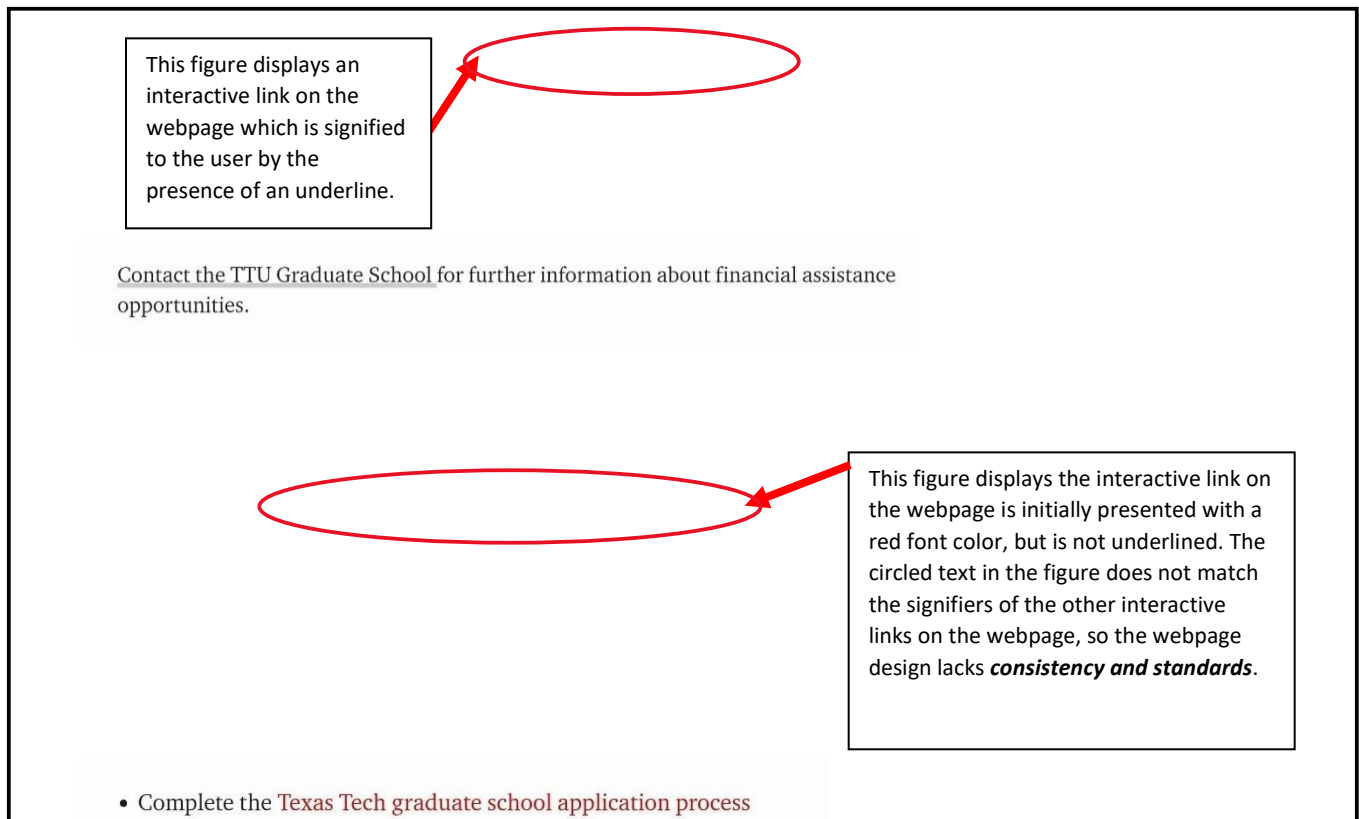 This figure displays an
interactive link on the
webpage which is signified
to the user by the
presence of an underline.
Contact the TTU Graduate School for further information about financial assistance
opportunities.
This figure displays the interactive link on
the webpage is initially presented with a
red font color, but is not underlined. The
circled text in the figure does not match
the signifiers of the other interactive
links on the webpage, so the webpage
design lacks consistency and standards.
• Complete the Texas Tech graduate school application process